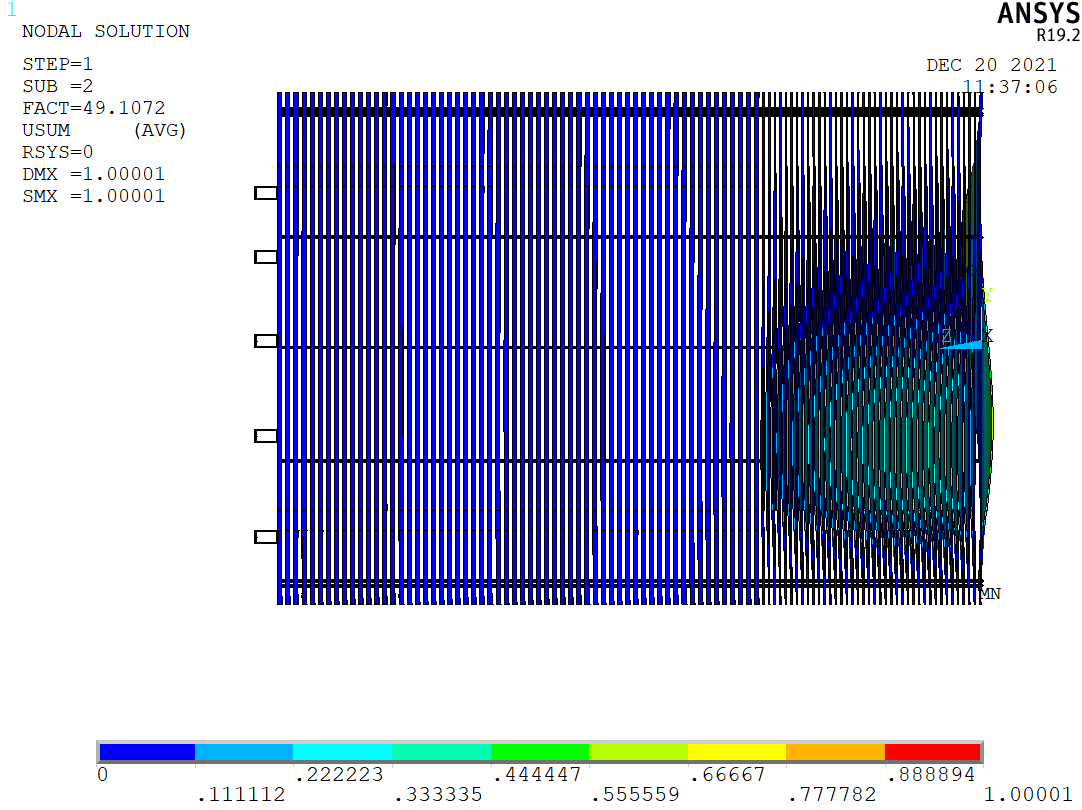 1
ANSYS
R19.2
NODAL SOLUTION
STEP=1
SUB =2
FACT=49.1072
USUM (AVG)
RSYS=0
DMX =1.00001
SMX =1.00001
DEC 20 2021
11:37:06
Y
Z X
MN
0 .222223 .444447 .66667 .888894
.111112 .333335 .555559 .777782 1.00001